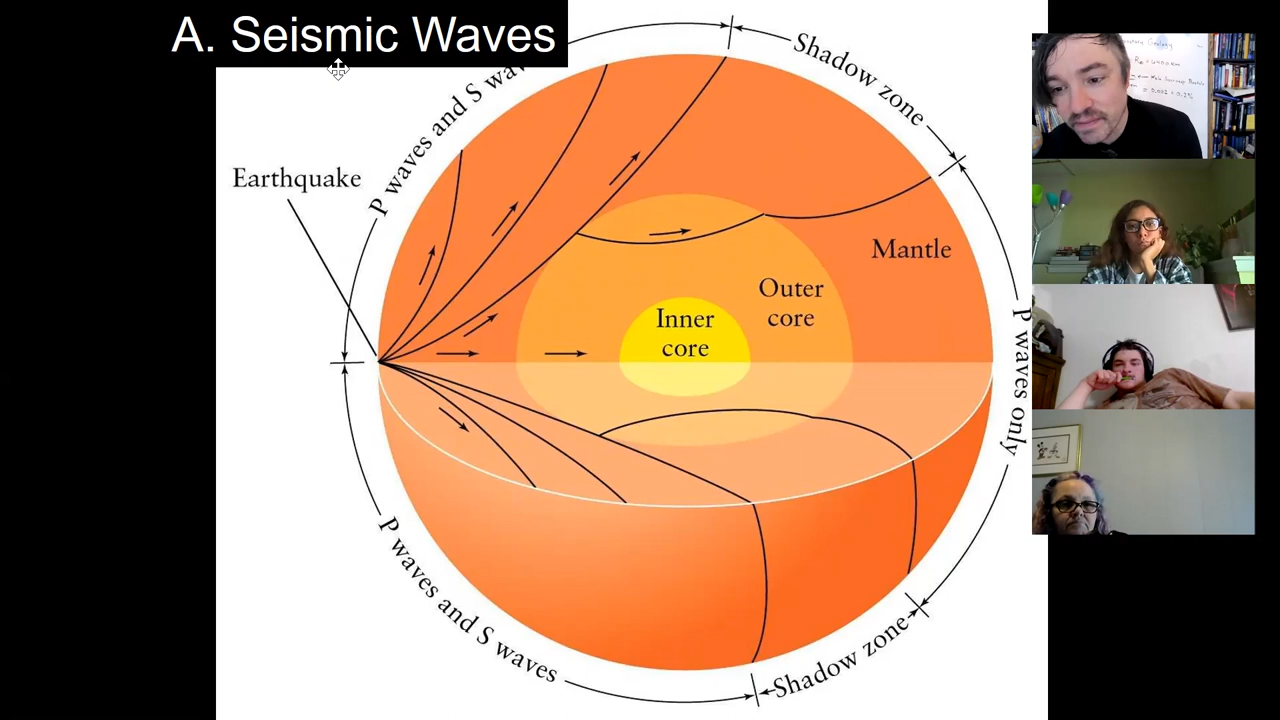 A. Seismic Waves
P waves and S wav
Shadow zone
Earthquake
Mantle
Outer
core
Inner
core
P waves only
P waves and S waves
Shadow zone